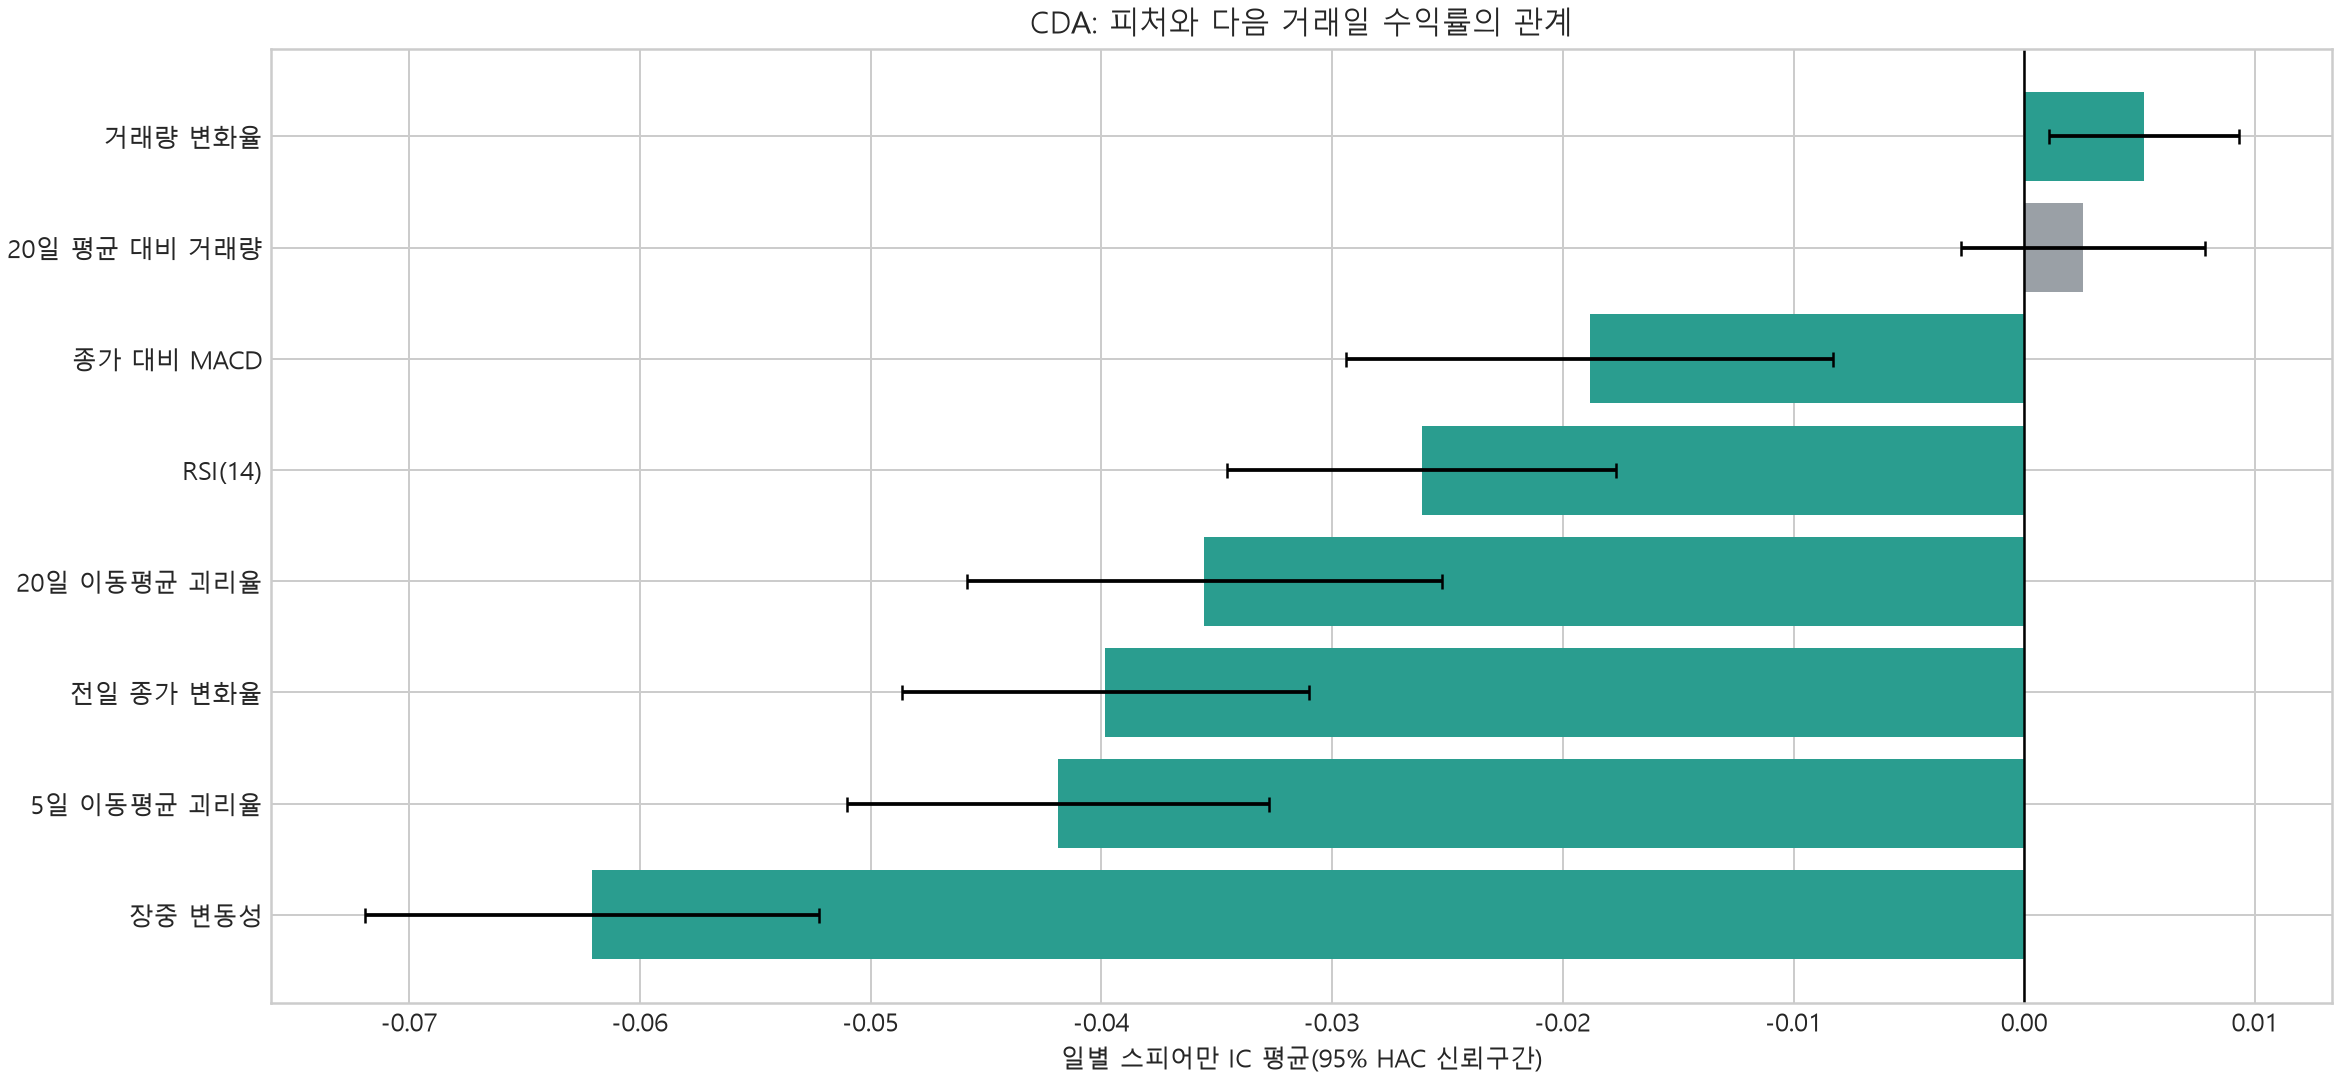 CDA: 피처와 다음 거래일 수익률의 관계
거래량 변화율
20일 평균 대비 거래량
종가 대비 MACD
RSI(14)
20일 이동평균 괴리율
전일 종가 변화율
5일 이동평균 괴리율
장중 변동성
-0.07 -0.06 -0.05 -0.04 -0.03 -0.02 -0.01 0.00 0.01
일별 스피어만 IC 평균(95% HAC 신뢰구간)